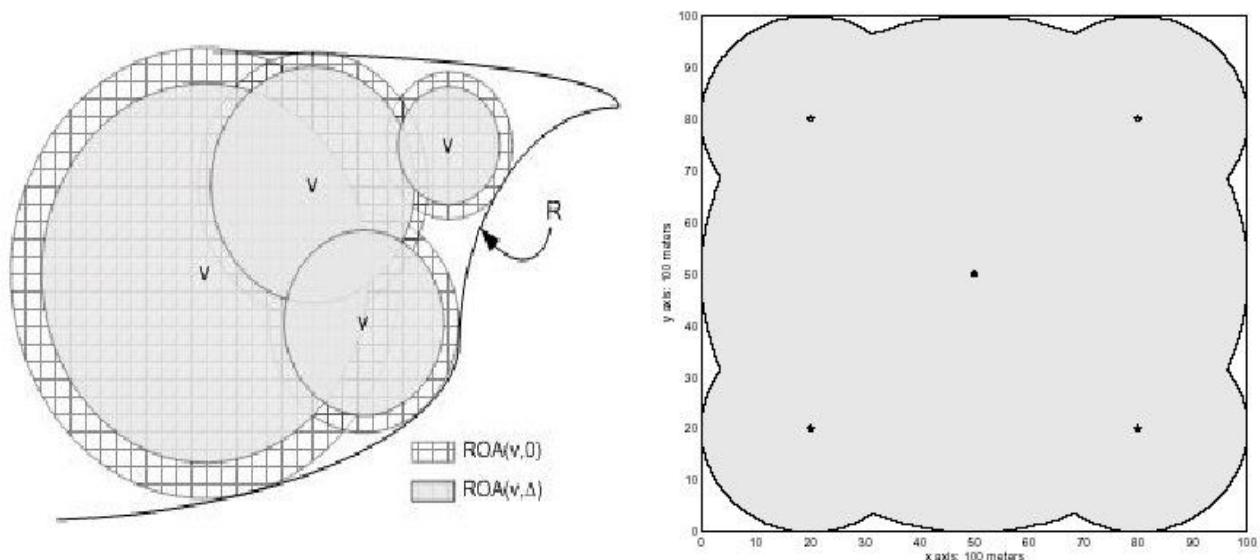 v
v
v
v
R
ROA(v,0)
ROA(v,Δ)
100
90
80
70
60
50
40
30
20
10
0
y axis: 100 meters
0 10 20 30 40 50 60 70 80 90 100
x axis: 100 meters